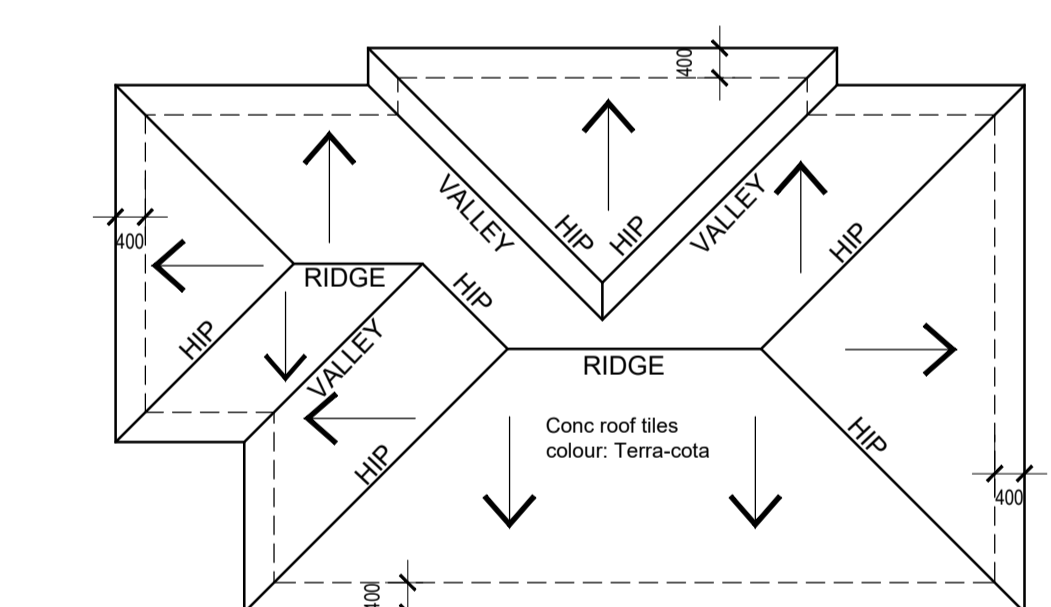 400
VALLEY
VALLEY
HIP
HIP
HIP
400
RIDGE
HIP
HIP
VALLEY
RIDGE
Conc roof tiles
colour: Terra-cota
HIP
HIP
400
400